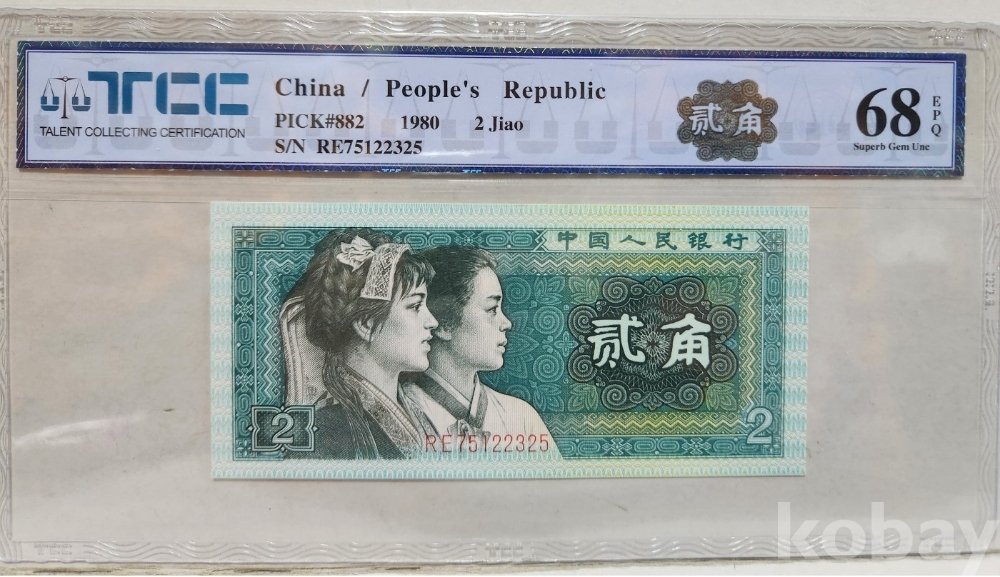 TCC
TALENT COLLECTING CERTIFICATION
China / People's Republic
PICK#882 1980 2 Jiao
S/N RE75122325
贰角
68
EPQ
Superb Gem Unc
中国人民银行
贰角
2
RE75122325
2
kobay